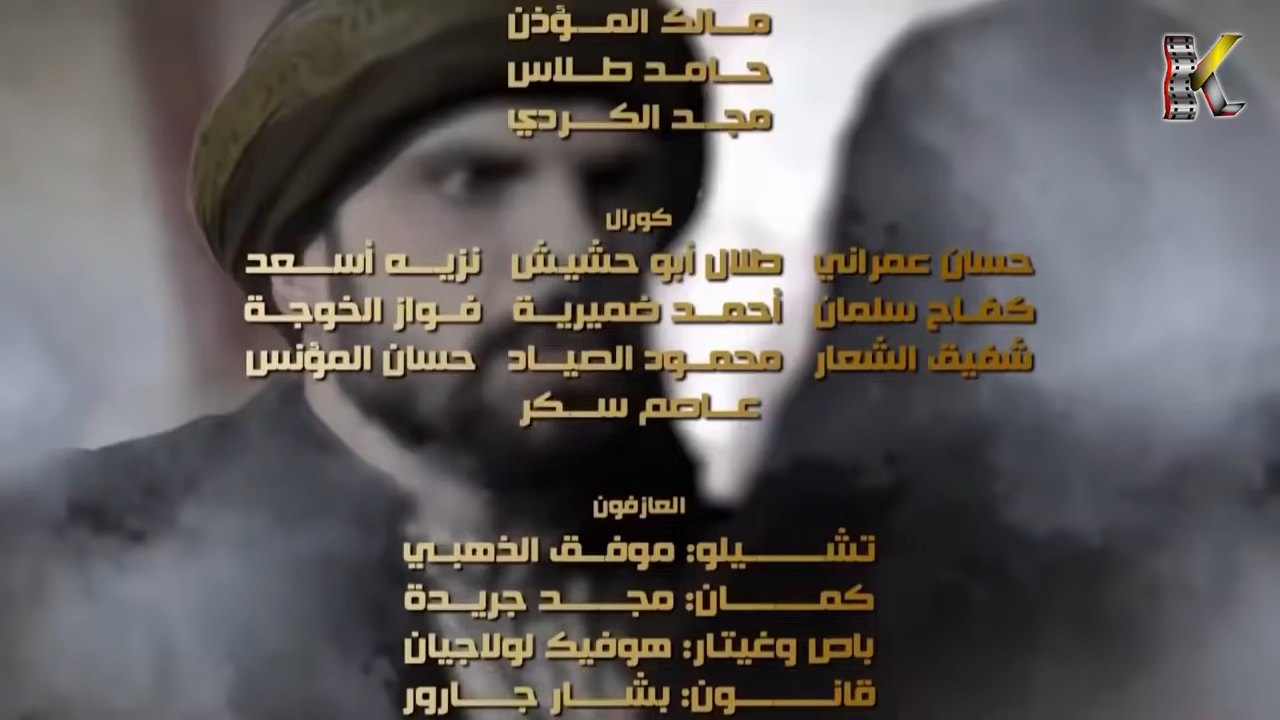 مالك المؤذن
حامد طلاس
مجد الكردي
كورال
حسان عمراني طلال أبو حشيش نزيه أسعد
كفاح سلمان أحمد ضميرية فواز الخوجة
شفيق الشعار محمود الصياد حسان المؤنس
عاصم سكر
العازفون
تشيلو: موفق الذهبي
كمان: مجد جريدة
باص وغيتار: هوفيك لولاجيان
قانون: بشار جارور
K